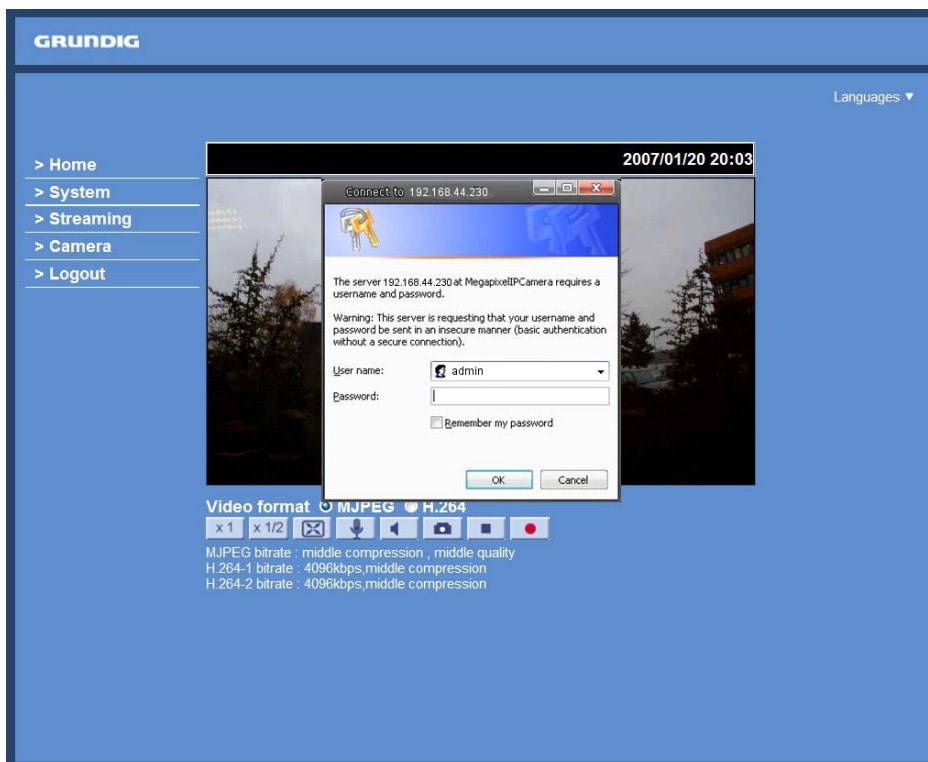 GRUNDIG
Languages ▼
> Home
> System
> Streaming
> Camera
> Logout
2007/01/20 20:03
Connect to 192.168.44.230
The server 192.168.44.230 at MegapixelIPCamera requires a
username and password.
Warning: This server is requesting that your username and
password be sent in an insecure manner (basic authentication
without a secure connection).
User name:
admin
Password:
Remember my password
OK
Cancel
Video format MJPEG H.264
x 1
x 1/2
MJPEG bitrate : middle compression , middle quality
H.264-1 bitrate : 4096kbps,middle compression
H.264-2 bitrate : 4096kbps,middle compression